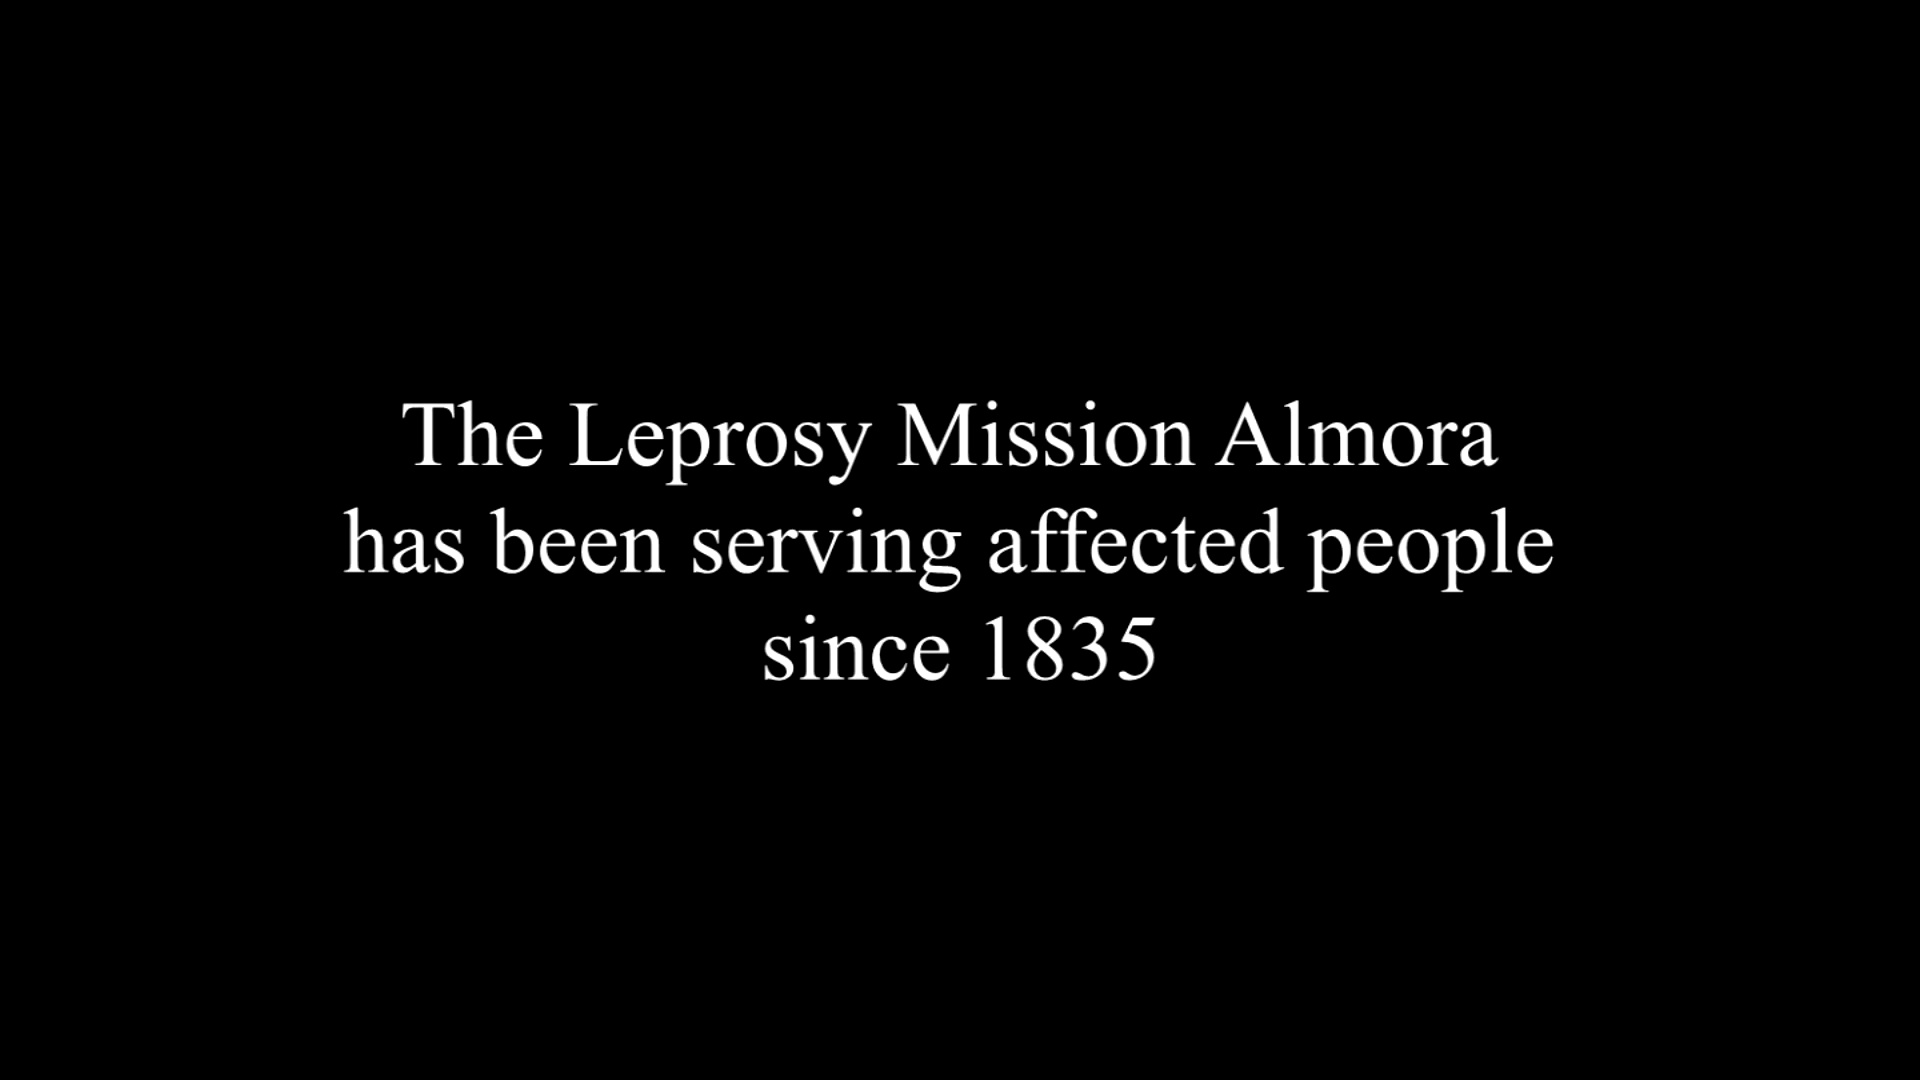 The Leprosy Mission Almora
has been serving affected people
since 1835